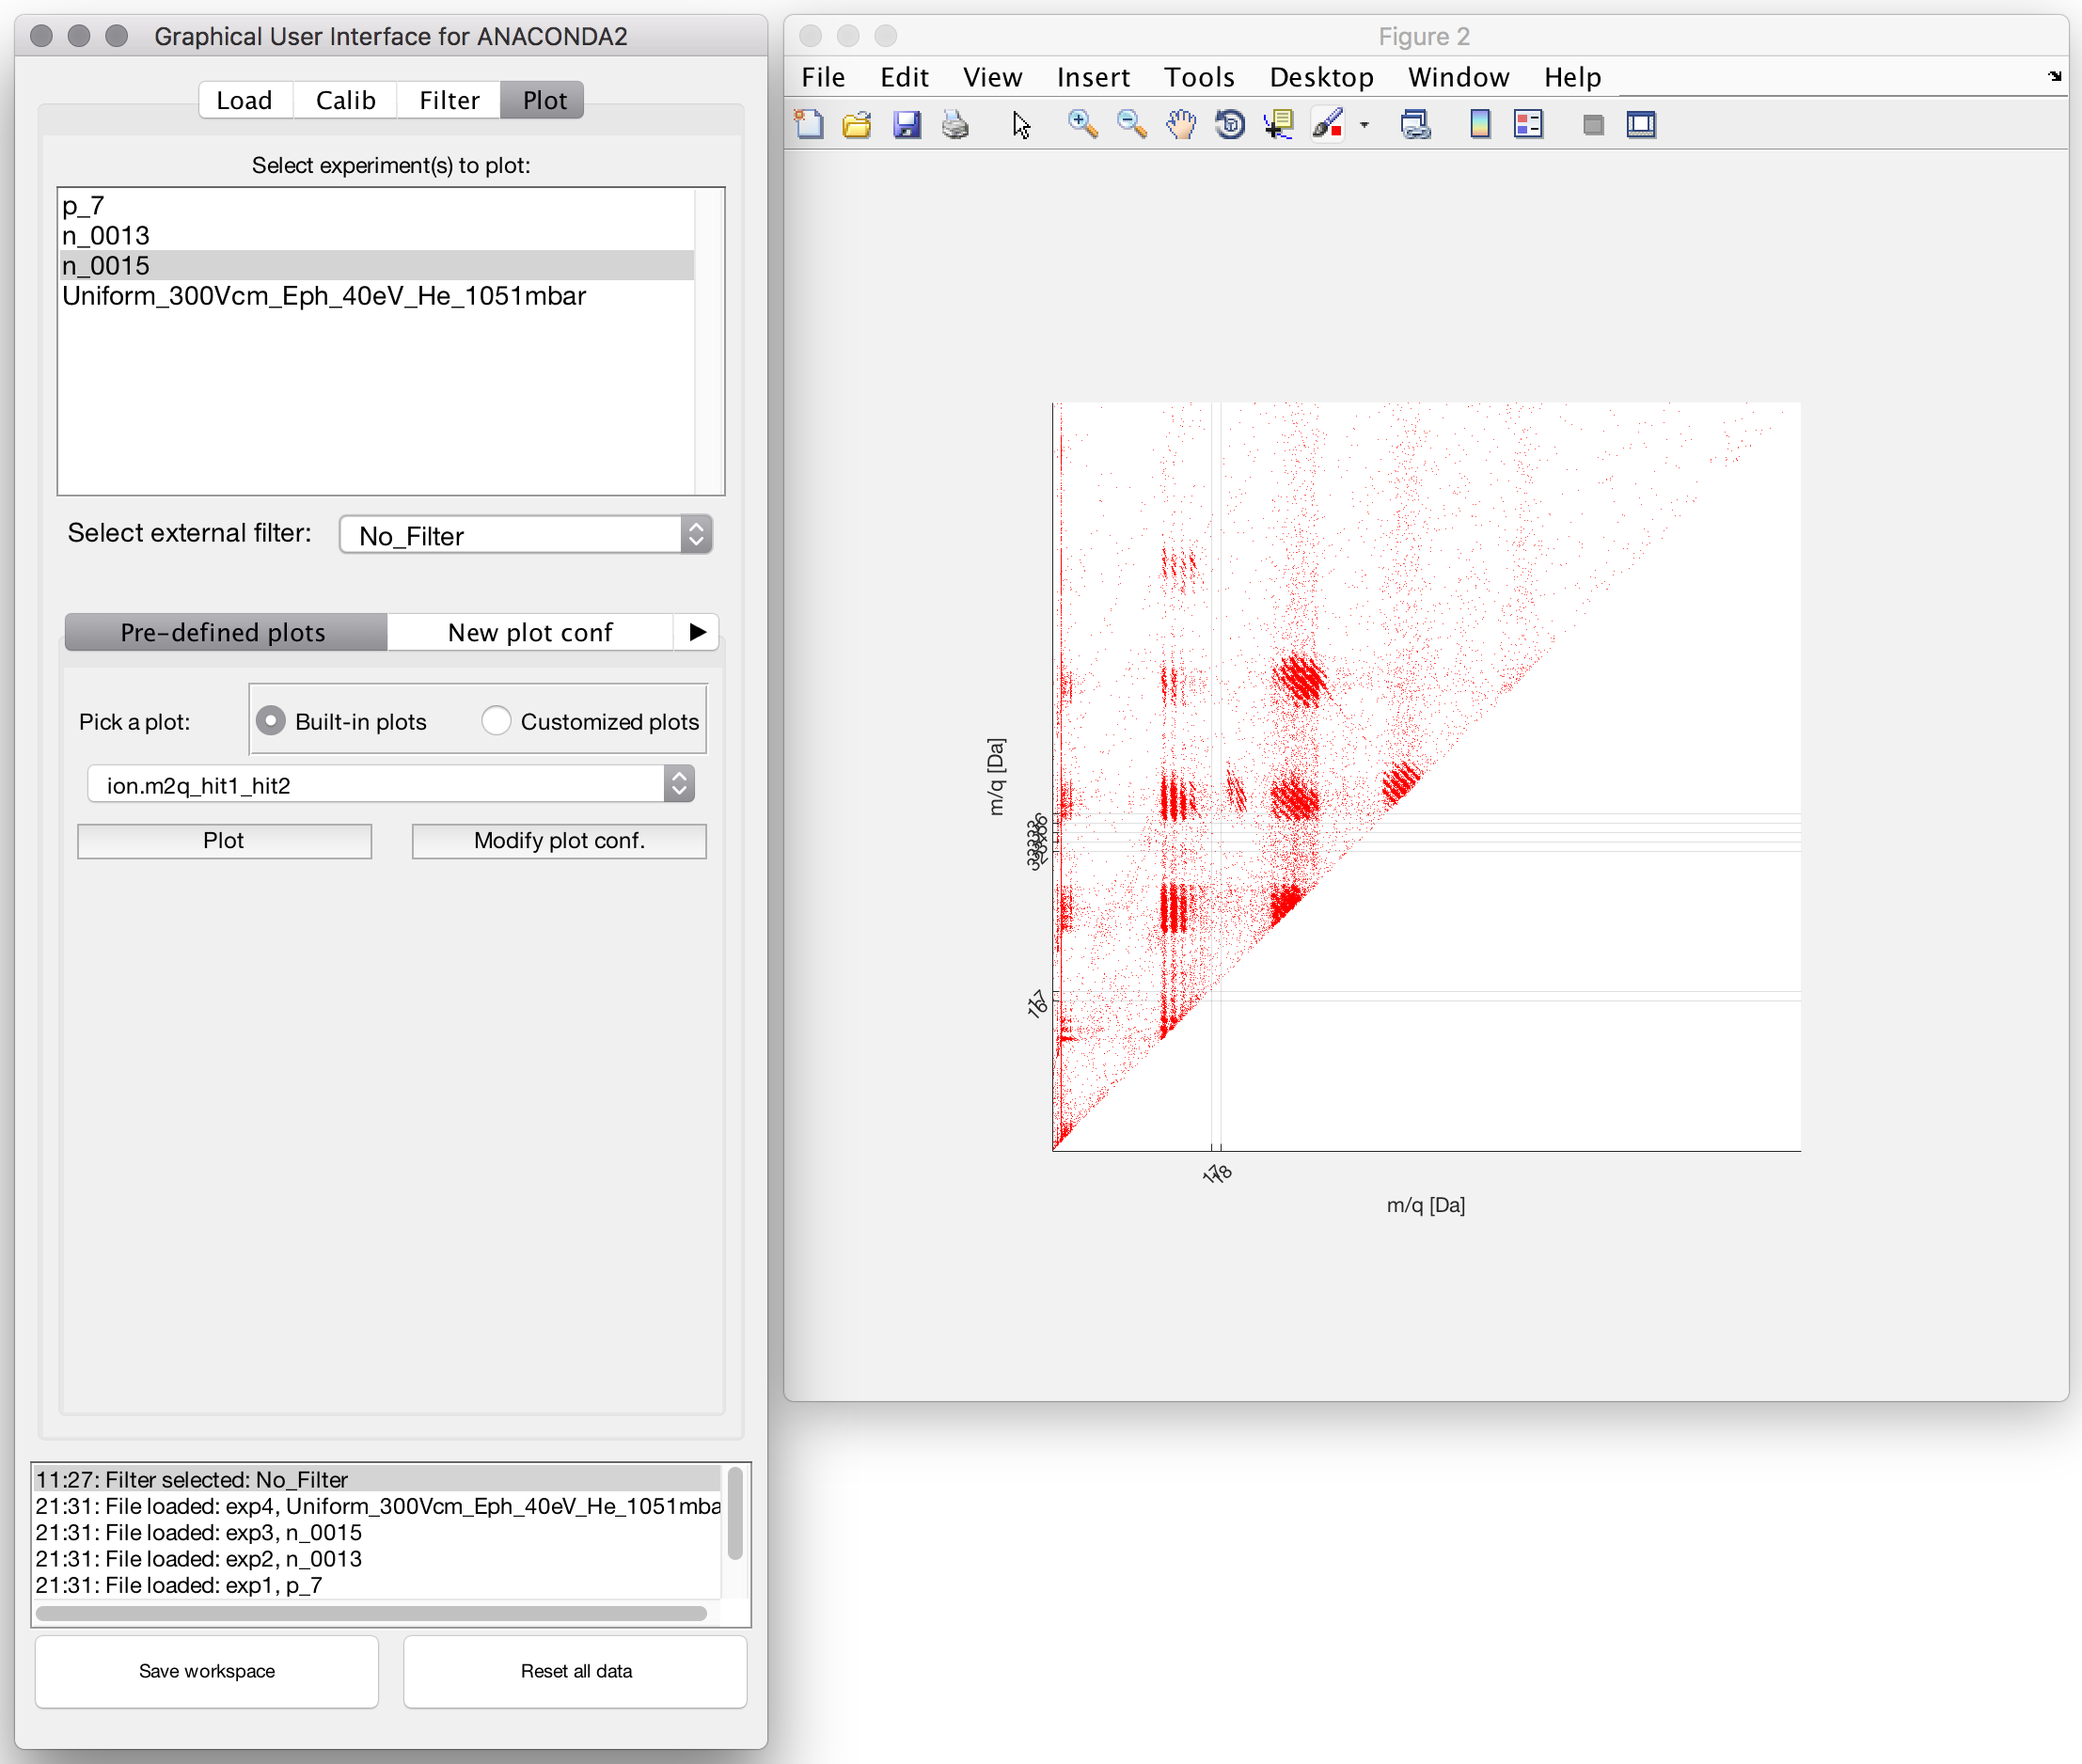 Graphical User Interface for ANACONDA2
Load Calib Filter Plot
Select experiment(s) to plot:
p_7
n_0013
n_0015
Uniform_300Vcm_Eph_40eV_He_1051mbar
Select external filter: No_Filter
Pre-defined plots New plot conf
Pick a plot: Built-in plots Customized plots
ion.m2q_hit1_hit2
Plot Modify plot conf.
11:27: Filter selected: No_Filter
21:31: File loaded: exp4, Uniform_300Vcm_Eph_40eV_He_1051mba
21:31: File loaded: exp3, n_0015
21:31: File loaded: exp2, n_0013
21:31: File loaded: exp1, p_7
Save workspace Reset all data
Figure 2
File Edit View Insert Tools Desktop Window Help
m/q [Da]
17
16
17 18
m/q [Da]